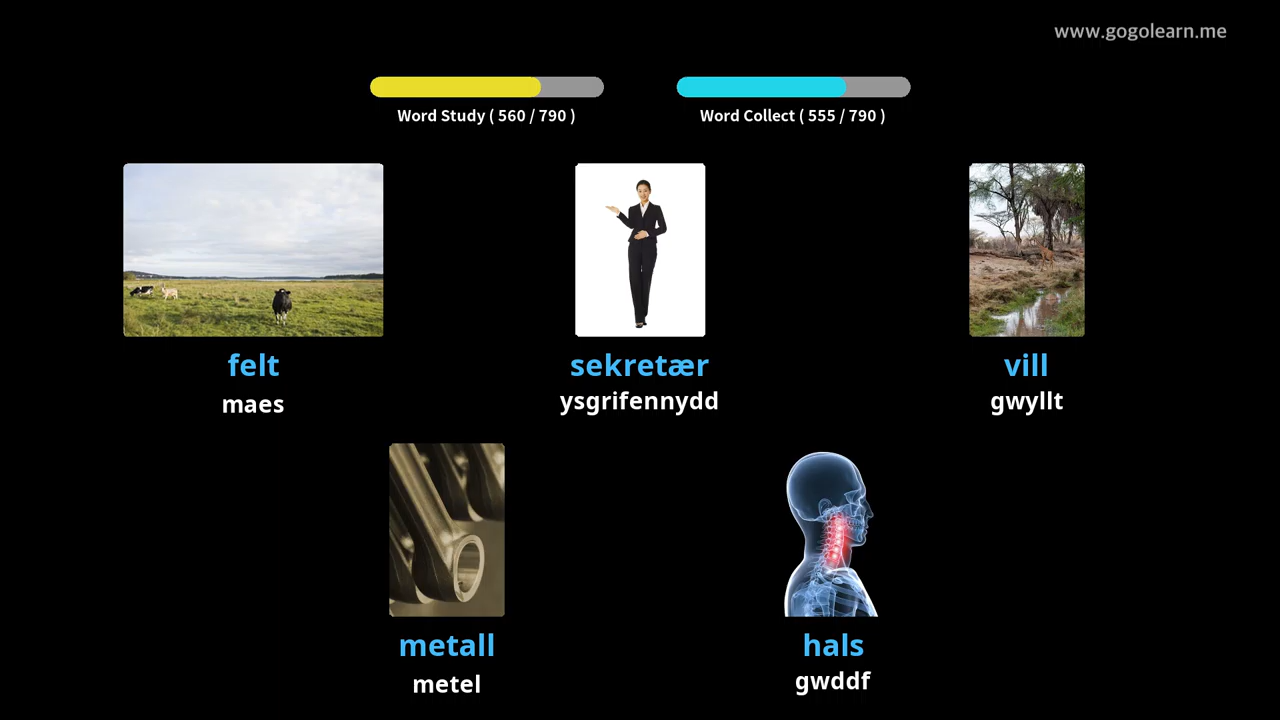 www.gogolearn.me
Word Study ( 560 / 790 )
Word Collect ( 555 / 790 )
felt
maes
sekretær
ysgrifennydd
vill
gwyllt
metall
metel
hals
gwddf